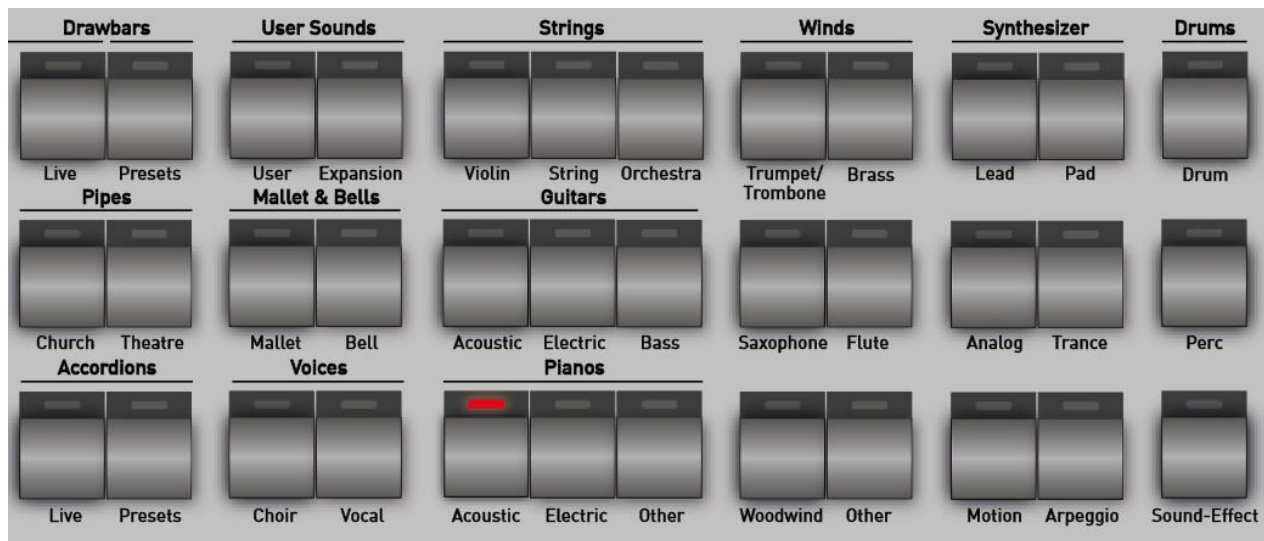 Drawbars User Sounds Strings Winds Synthesizer Drums
Live Presets User Expansion Violin String Orchestra Trumpet/ Brass Lead Pad Drum
Trombone
Pipes Mallet & Bells Guitars
Church Theatre Mallet Bell Acoustic Electric Bass Saxophone Flute Analog Trance Perc
Accordions Voices Pianos
Live Presets Choir Vocal Acoustic Electric Other Woodwind Other Motion Arpeggio Sound-Effect